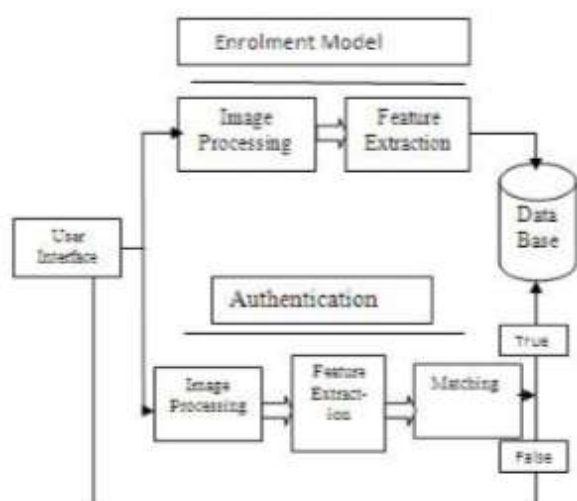 Enrolment Model
Image
Processing
Feature
Extraction
Data
Base
User
Interface
Authentication
True
Image
Processing
Feature
Extract-
ion
Matching
False